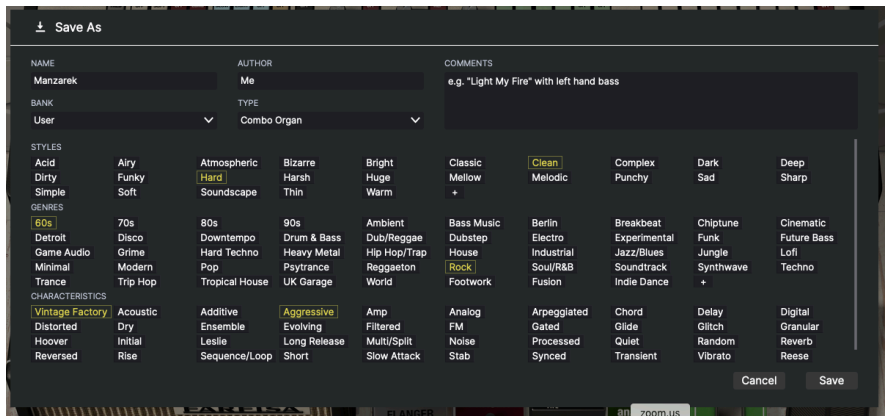 Save As
NAME AUTHOR COMMENTS
Manzarek Me e.g. "Light My Fire" with left hand bass
BANK TYPE
User Combo Organ
STYLES
Acid Airy Atmospheric Bizarre Bright Classic Clean Complex Dark Deep
Dirty Funky Hard Harsh Huge Mellow Melodic Punchy Sad Sharp
Simple Soft Soundscape Thin Warm +
GENRES
60s 70s 80s 90s Ambient Bass Music Berlin Breakbeat Chiptune Cinematic
Detroit Disco Downtempo Drum & Bass Dub/Reggae Dubstep Electro Experimental Funk Future Bass
Game Audio Grime Hard Techno Heavy Metal Hip Hop/Trap House Industrial Jazz/Blues Jungle Lofi
Minimal Modern Pop Psytrance Reggaeton Rock Soul/R&B Soundtrack Synthwave Techno
Trance Trip Hop Tropical House UK Garage World Footwork Fusion Indie Dance +
CHARACTERISTICS
Vintage Factory Acoustic Additive Aggressive Amp Analog Arpeggiated Chord Delay Digital
Distorted Dry Ensemble Evolving Filtered FM Gated Glide Glitch Granular
Hoover Initial Leslie Long Release Multi/Split Noise Processed Quiet Random Reverb
Reversed Rise Sequence/Loop Short Slow Attack Stab Synced Transient Vibrato Reese
Cancel Save
FLANGER zoom.us